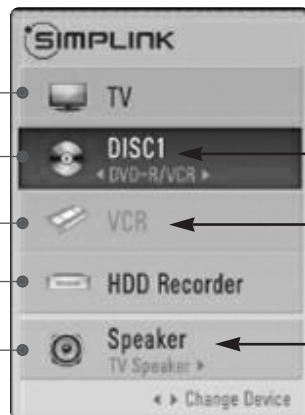 SIMPLINK
TV
DISC1
◂ DVD-R/VCR ▸
VCR
HDD Recorder
Speaker
TV Speaker ▸
◂ ▸ Change Device